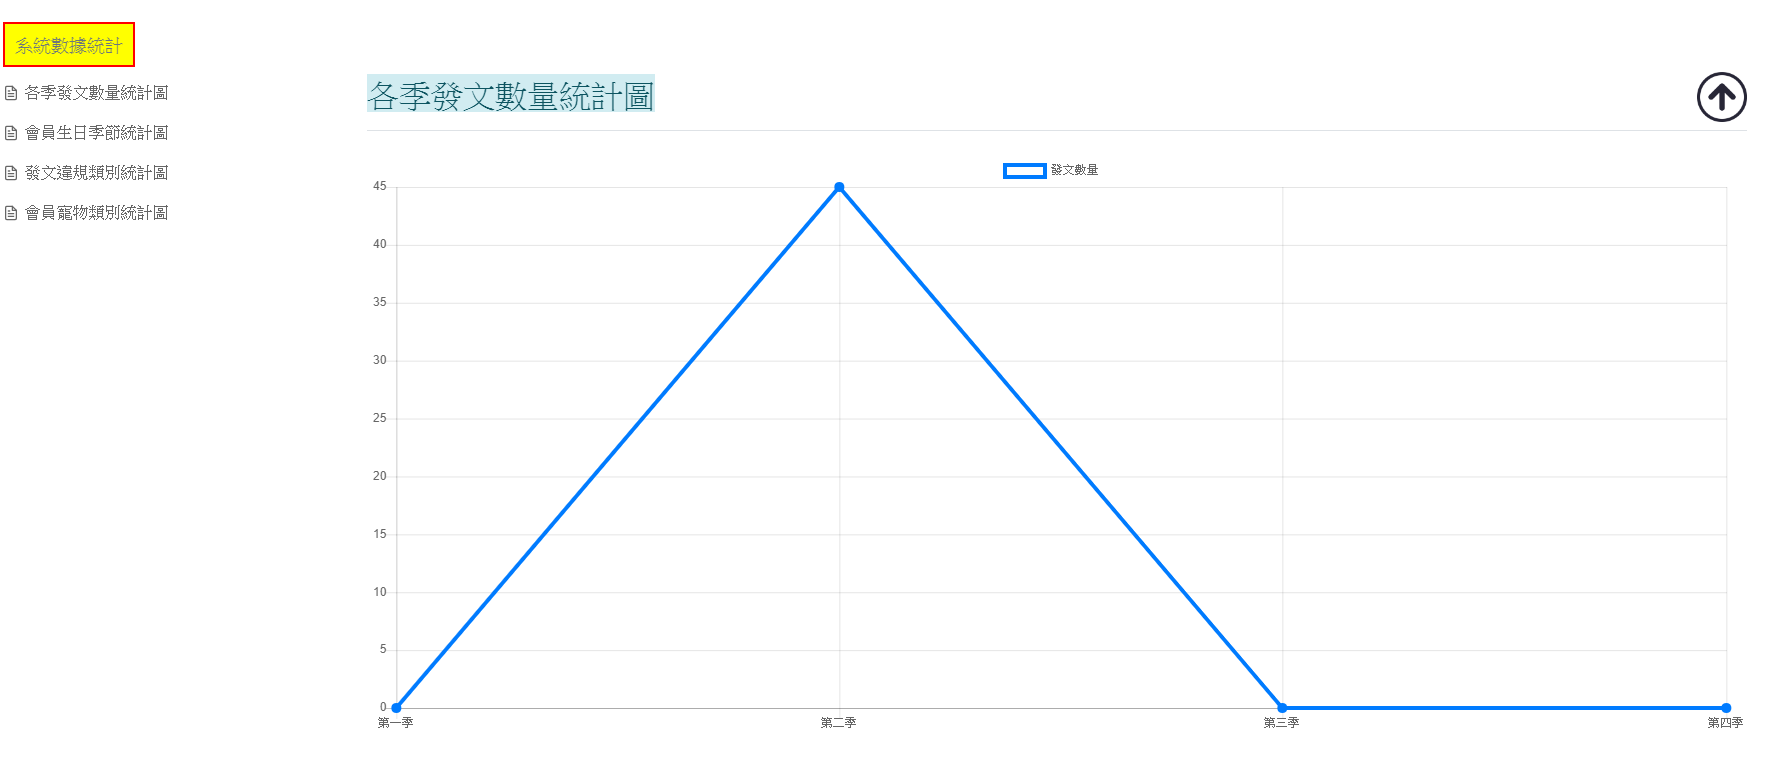 系統數據統計
各季發文數量統計圖
會員生日季節統計圖
發文違規類別統計圖
會員寵物類別統計圖
各季發文數量統計圖
發文數量
45
40
35
30
25
20
15
10
5
0
第一季 第二季 第三季 第四季